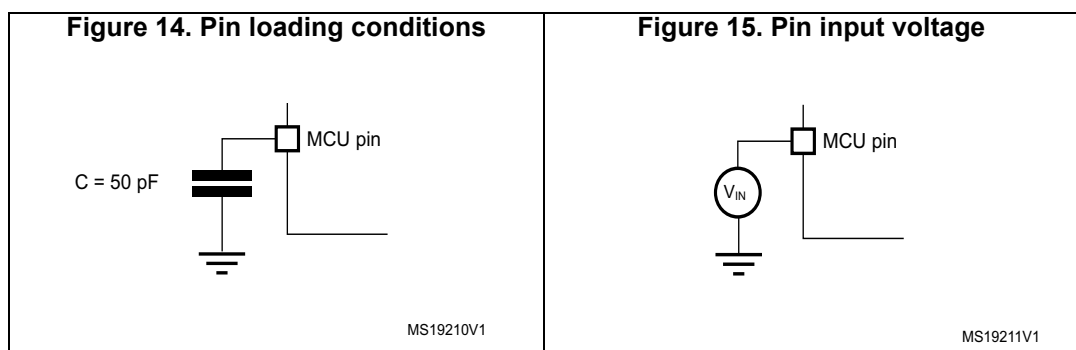 Figure 14. Pin loading conditions
MCU pin
C = 50 pF
MS19210V1
Figure 15. Pin input voltage
MCU pin
VIN
MS19211V1